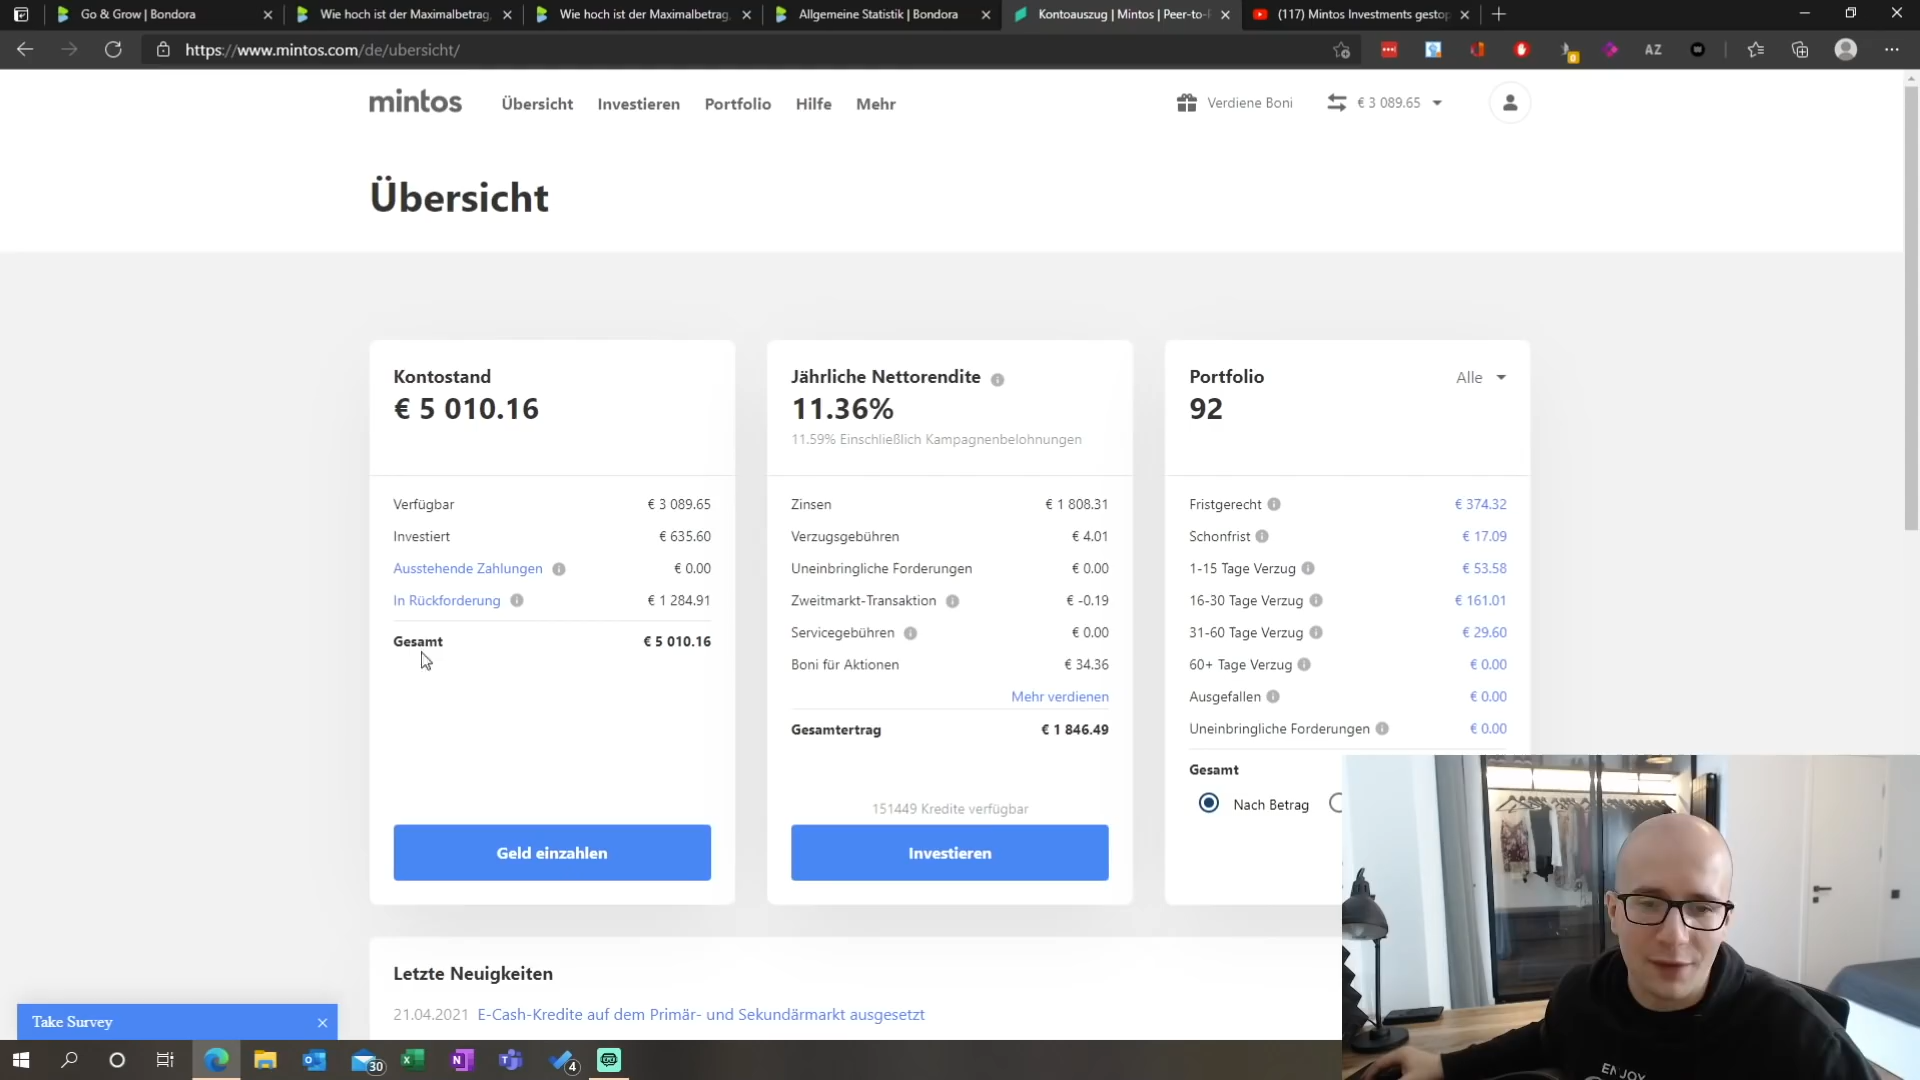 Go & Grow | Bondora
Wie hoch ist der Maximalbetrag,
Wie hoch ist der Maximalbetrag,
Allgemeine Statistik | Bondora
Kontoauszug | Mintos | Peer-to-P
(117) Mintos Investments gestop
https://www.mintos.com/de/ubersicht/
AZ
mintos
Übersicht
Investieren
Portfolio
Hilfe
Mehr
Verdiene Boni
€ 3 089.65
Übersicht
Kontostand
€ 5 010.16
Verfügbar € 3 089.65
Investiert € 635.60
Ausstehende Zahlungen € 0.00
In Rückforderung € 1 284.91
Gesamt € 5 010.16
Geld einzahlen
Jährliche Nettorendite
11.36%
11.59% Einschließlich Kampagnenbelohnungen
Zinsen € 1 808.31
Verzugsgebühren € 4.01
Uneinbringliche Forderungen € 0.00
Zweitmarkt-Transaktion € -0.19
Servicegebühren € 0.00
Boni für Aktionen € 34.36
Mehr verdienen
Gesamtertrag € 1 846.49
151449 Kredite verfügbar
Investieren
Portfolio
Alle
92
Fristgerecht € 374.32
Schonfrist € 17.09
1-15 Tage Verzug € 53.58
16-30 Tage Verzug € 161.01
31-60 Tage Verzug € 29.60
60+ Tage Verzug € 0.00
Ausgefallen € 0.00
Uneinbringliche Forderungen € 0.00
Gesamt
Nach Betrag
Letzte Neuigkeiten
21.04.2021 E-Cash-Kredite auf dem Primär- und Sekundärmarkt ausgesetzt
Take Survey
30
4
ENJOY